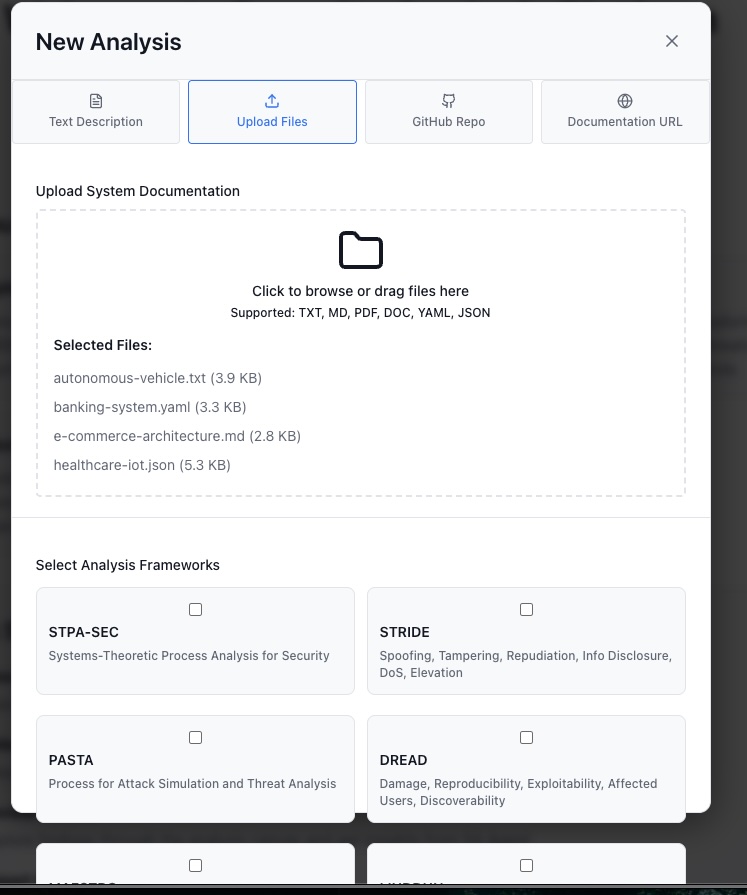 New Analysis
Text Description
Upload Files
GitHub Repo
Documentation URL
Upload System Documentation
Click to browse or drag files here
Supported: TXT, MD, PDF, DOC, YAML, JSON
Selected Files:
autonomous-vehicle.txt (3.9 KB)
banking-system.yaml (3.3 KB)
e-commerce-architecture.md (2.8 KB)
healthcare-iot.json (5.3 KB)
Select Analysis Frameworks
STPA-SEC
Systems-Theoretic Process Analysis for Security
STRIDE
Spoofing, Tampering, Repudiation, Info Disclosure,
DoS, Elevation
PASTA
Process for Attack Simulation and Threat Analysis
DREAD
Damage, Reproducibility, Exploitability, Affected
Users, Discoverability